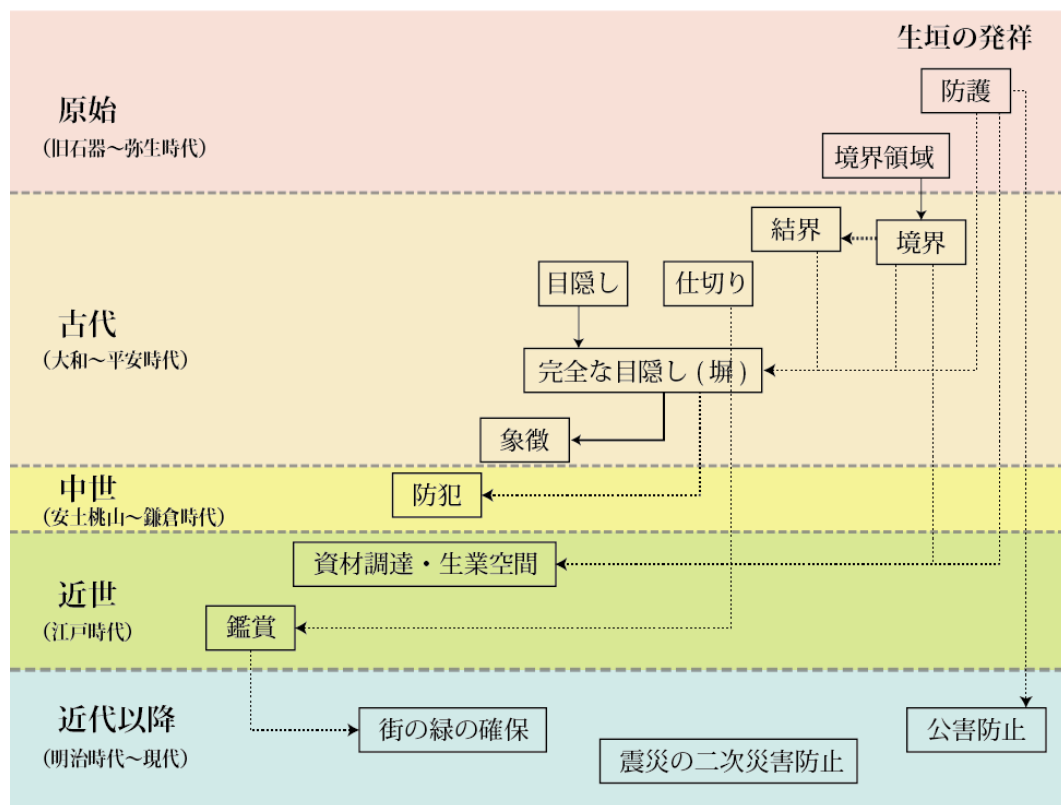 生垣の発祥
防護
原始
（旧石器～弥生時代）
境界領域
結界
境界
目隠し
仕切り
古代
（大和～平安時代）
完全な目隠し ( 塀 )
象徴
中世
（安土桃山～鎌倉時代）
防犯
資材調達・生業空間
近世
（江戸時代）
鑑賞
近代以降
（明治時代～現代）
街の緑の確保
公害防止
震災の二次災害防止